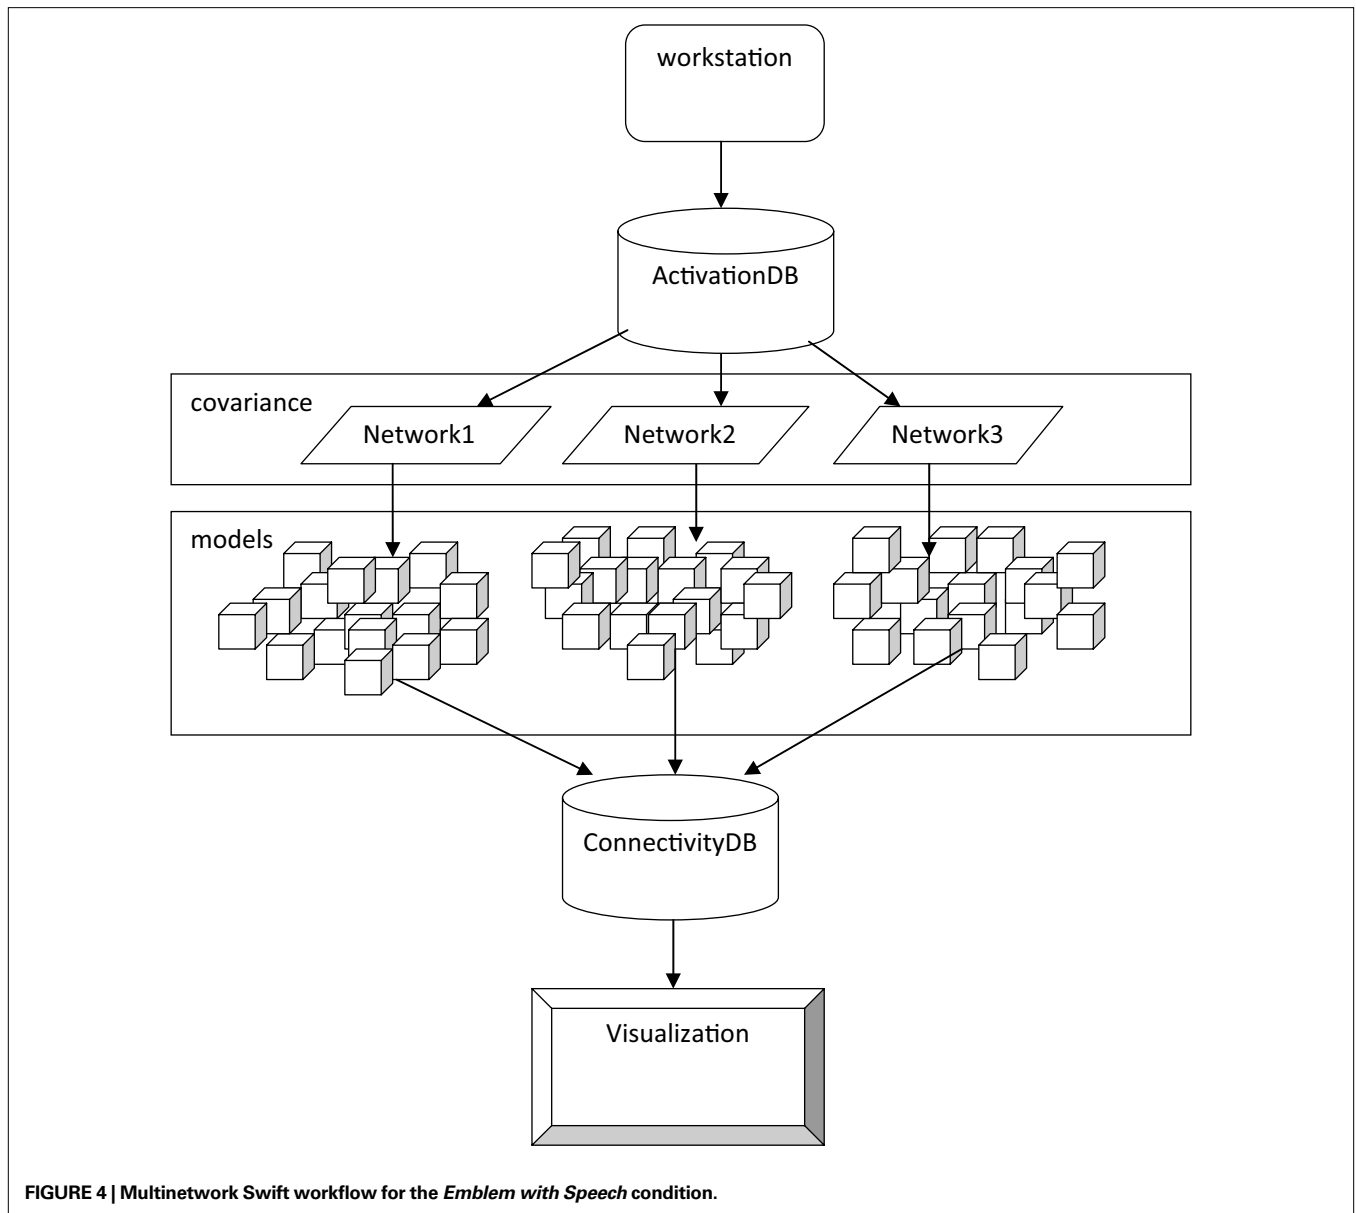 workstation
ActivationDB
covariance
Network1
Network2
Network3
models
ConnectivityDB
Visualization
FIGURE 4 | Multinetwork Swift workflow for the Emblem with Speech condition.